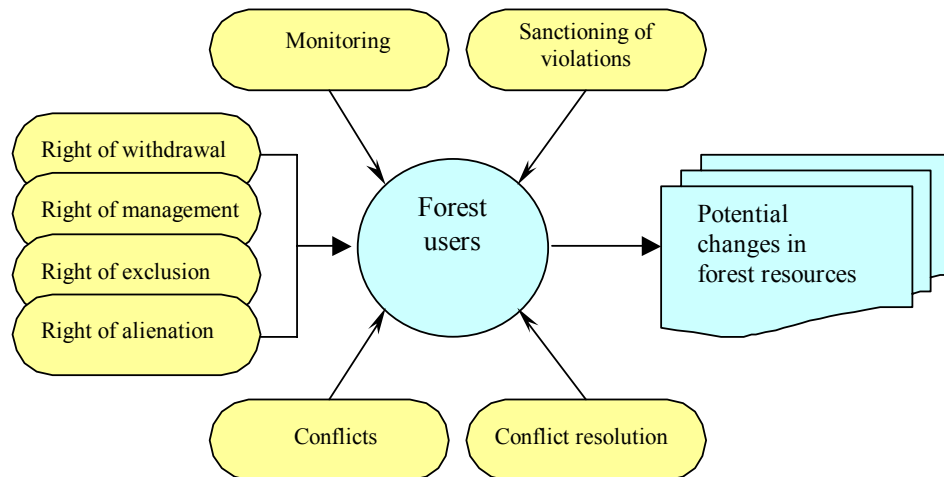 Monitoring
Sanctioning of
violations
Right of withdrawal
Right of management
Right of exclusion
Right of alienation
Forest
users
Potential
changes in
forest resources
Conflicts
Conflict resolution